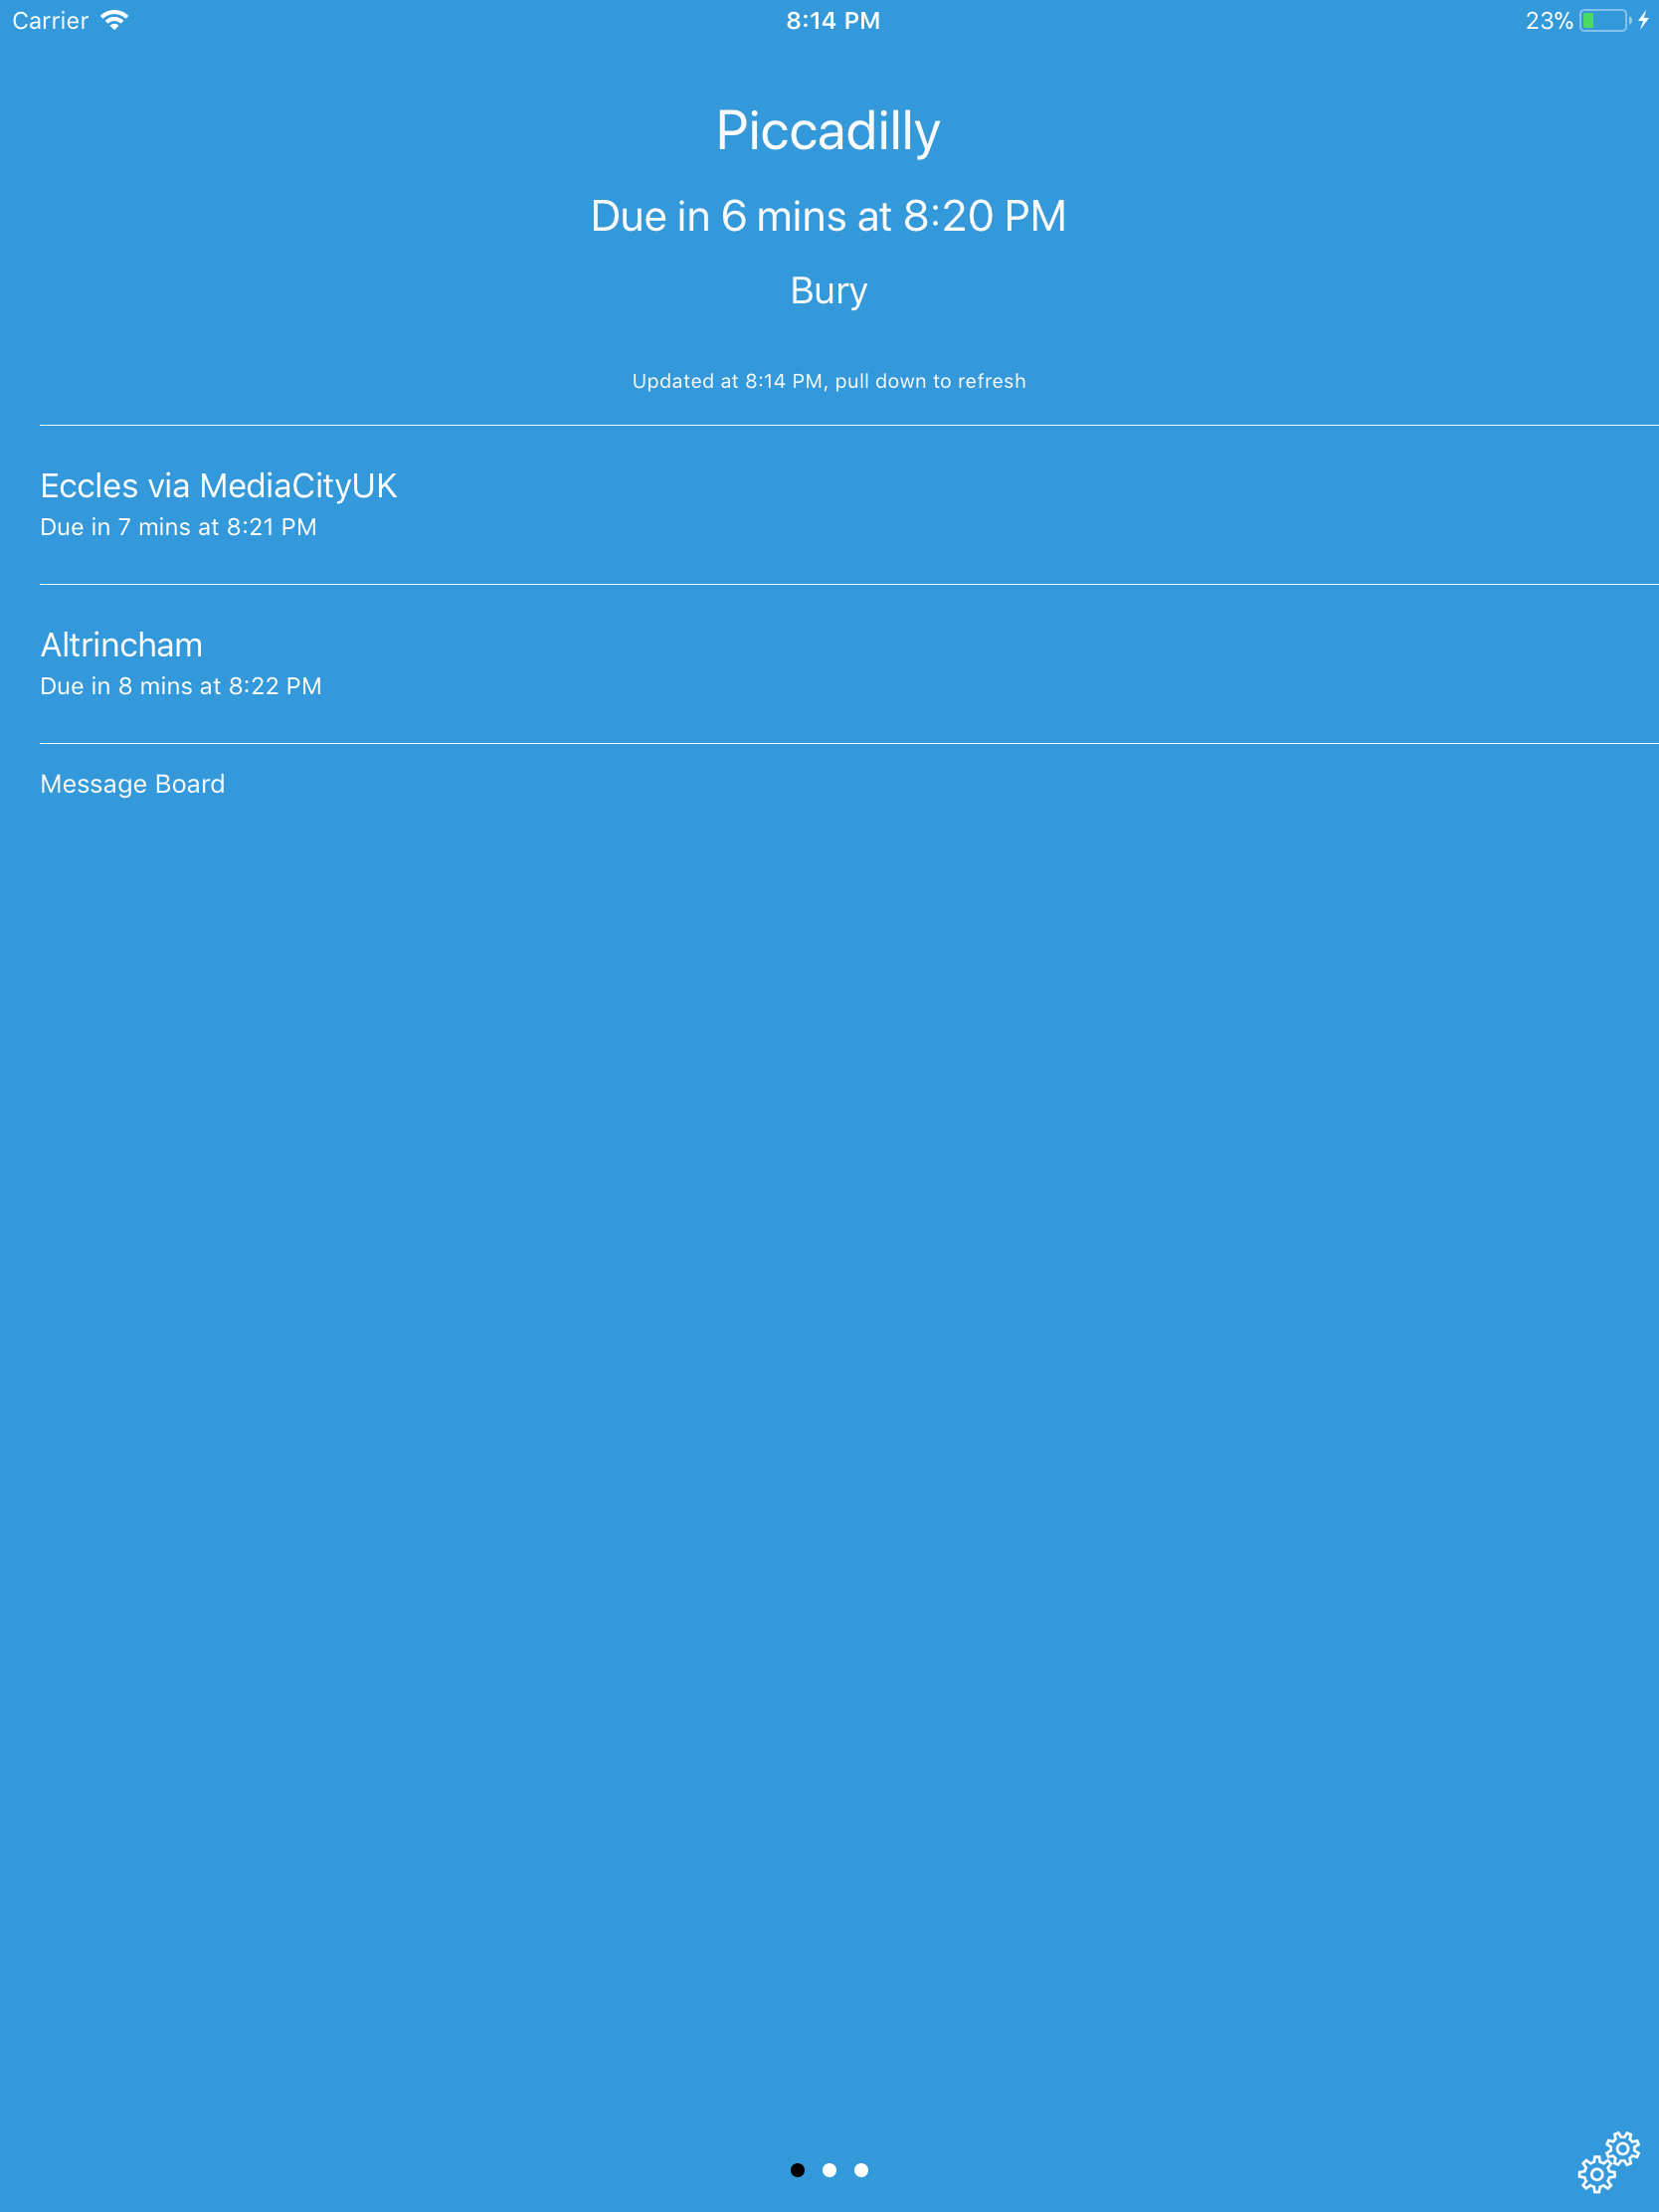 Carrier
8:14 PM
23%
Piccadilly
Due in 6 mins at 8:20 PM
Bury
Updated at 8:14 PM, pull down to refresh
Eccles via MediaCityUK
Due in 7 mins at 8:21 PM
Altrincham
Due in 8 mins at 8:22 PM
Message Board